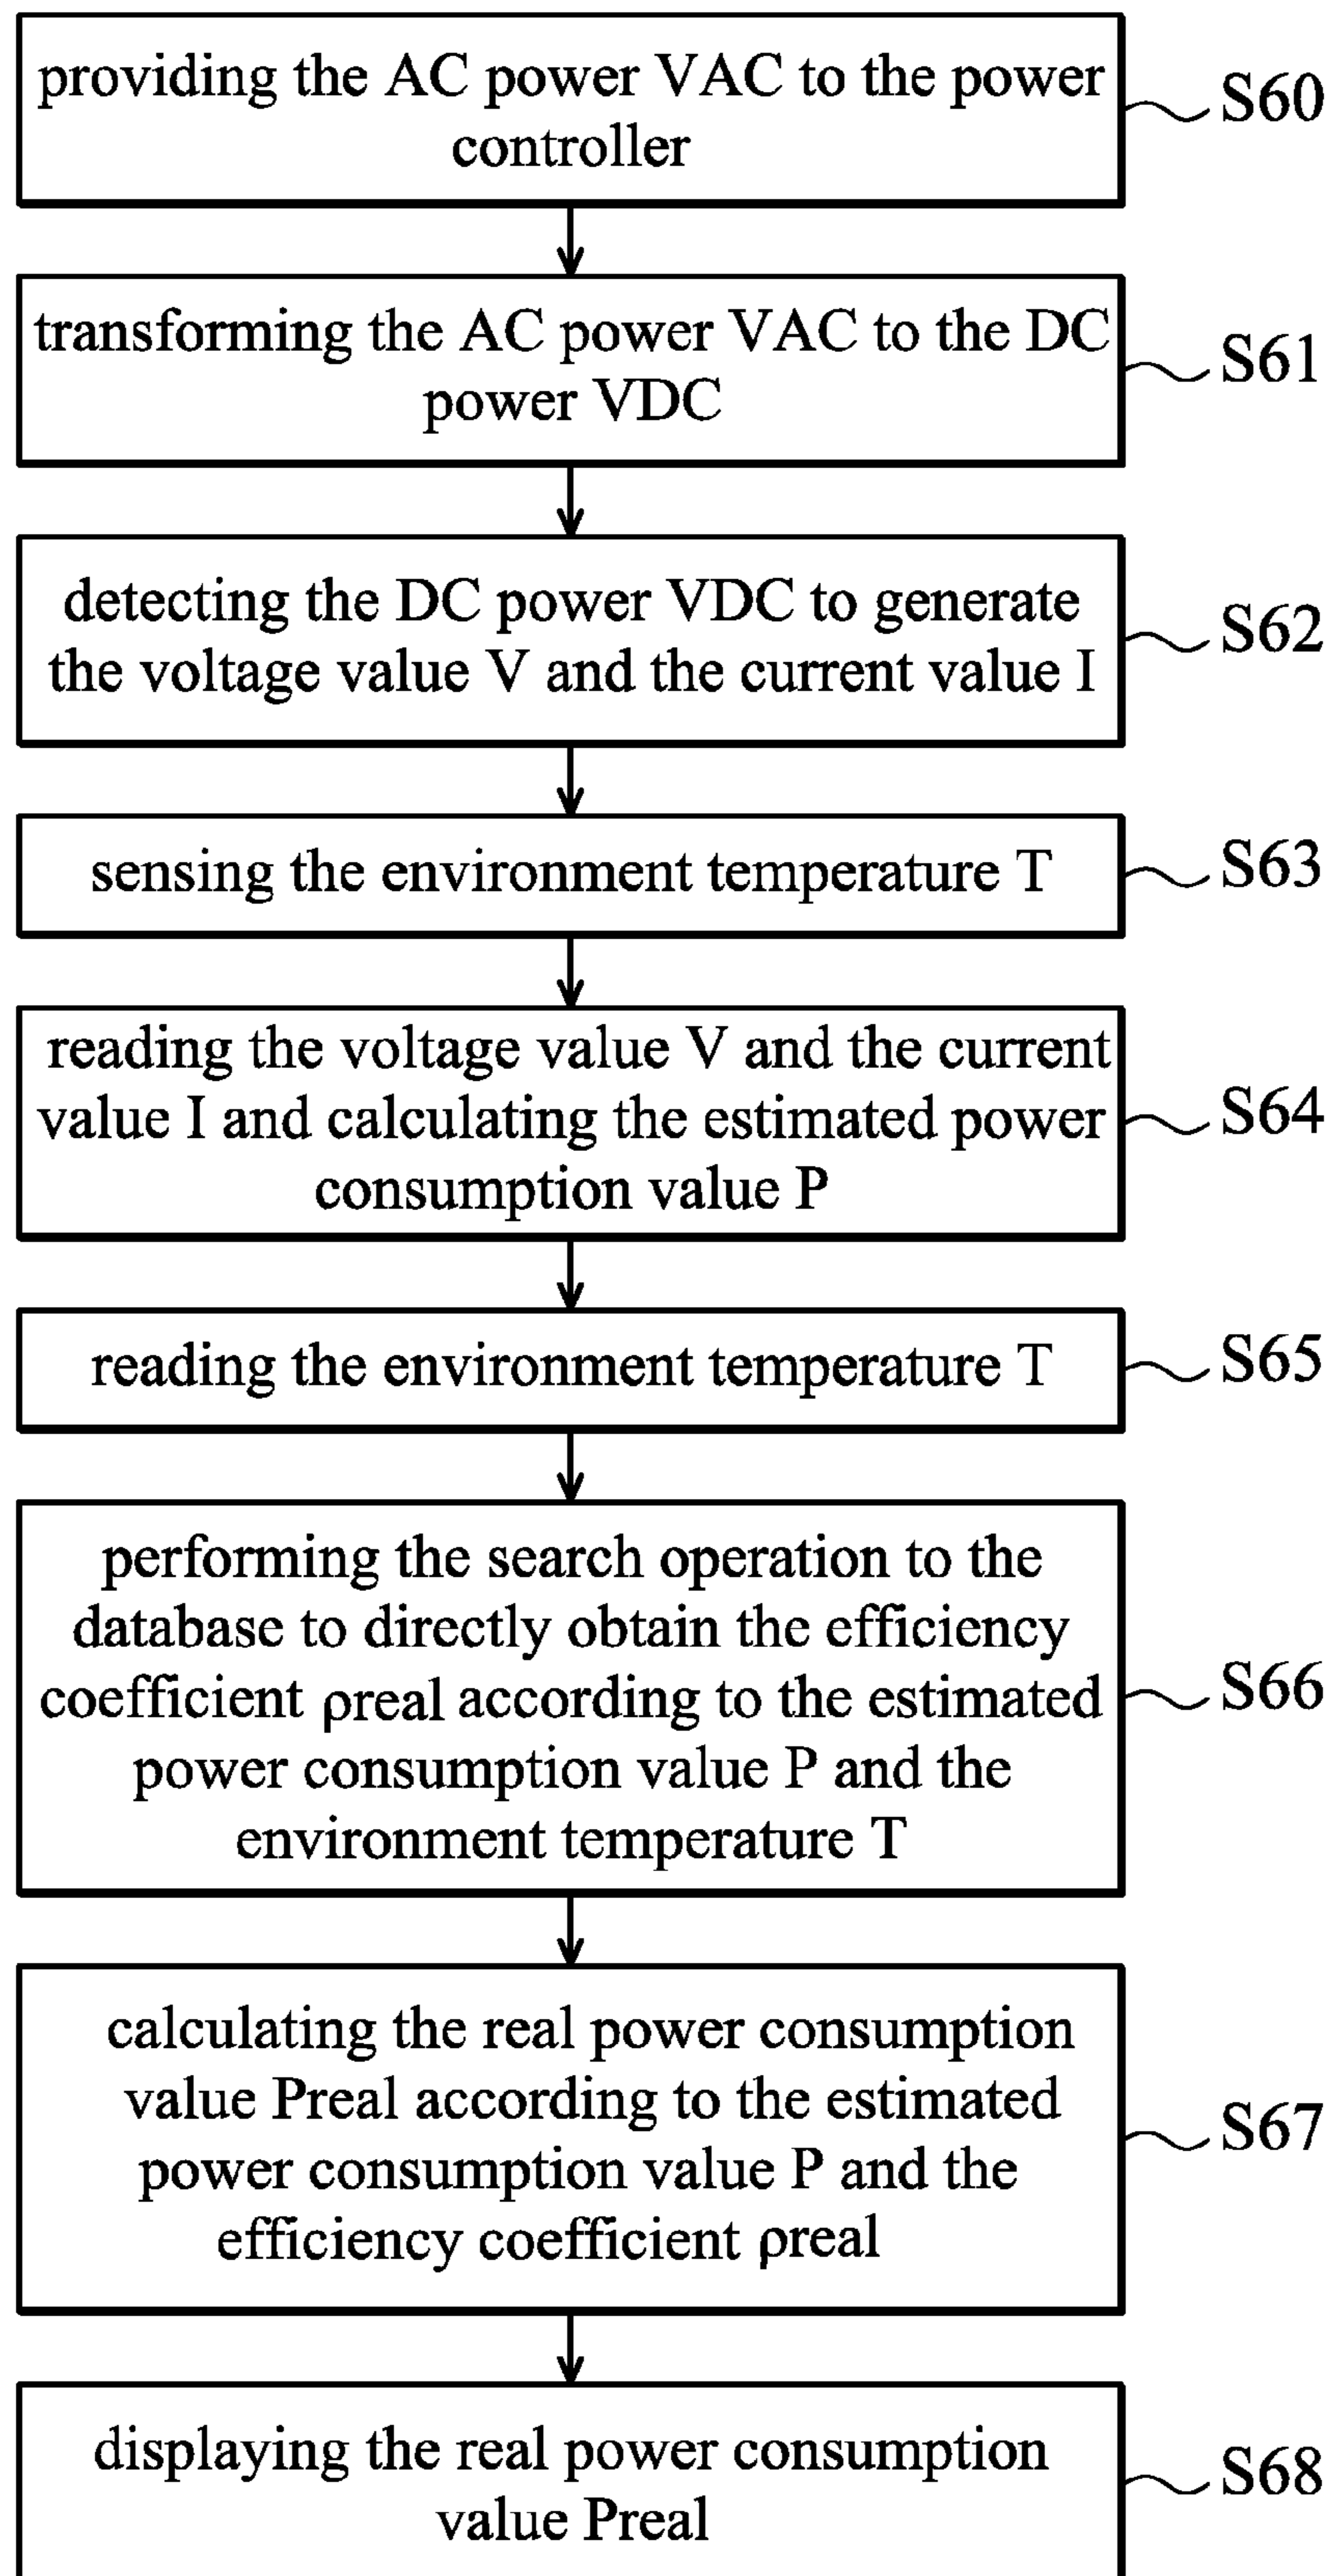 providing the AC power VAC to the power
controller
S60
transforming the AC power VAC to the DC
power VDC
S61
detecting the DC power VDC to generate
the voltage value V and the current value I
S62
sensing the environment temperature T
S63
reading the voltage value V and the current
value I and calculating the estimated power
consumption value P
S64
reading the environment temperature T
S65
performing the search operation to the
database to directly obtain the efficiency
coefficient ρreal according to the estimated
power consumption value P and the
environment temperature T
S66
calculating the real power consumption
value Preal according to the estimated
power consumption value P and the
efficiency coefficient ρreal
S67
displaying the real power consumption
value Preal
S68